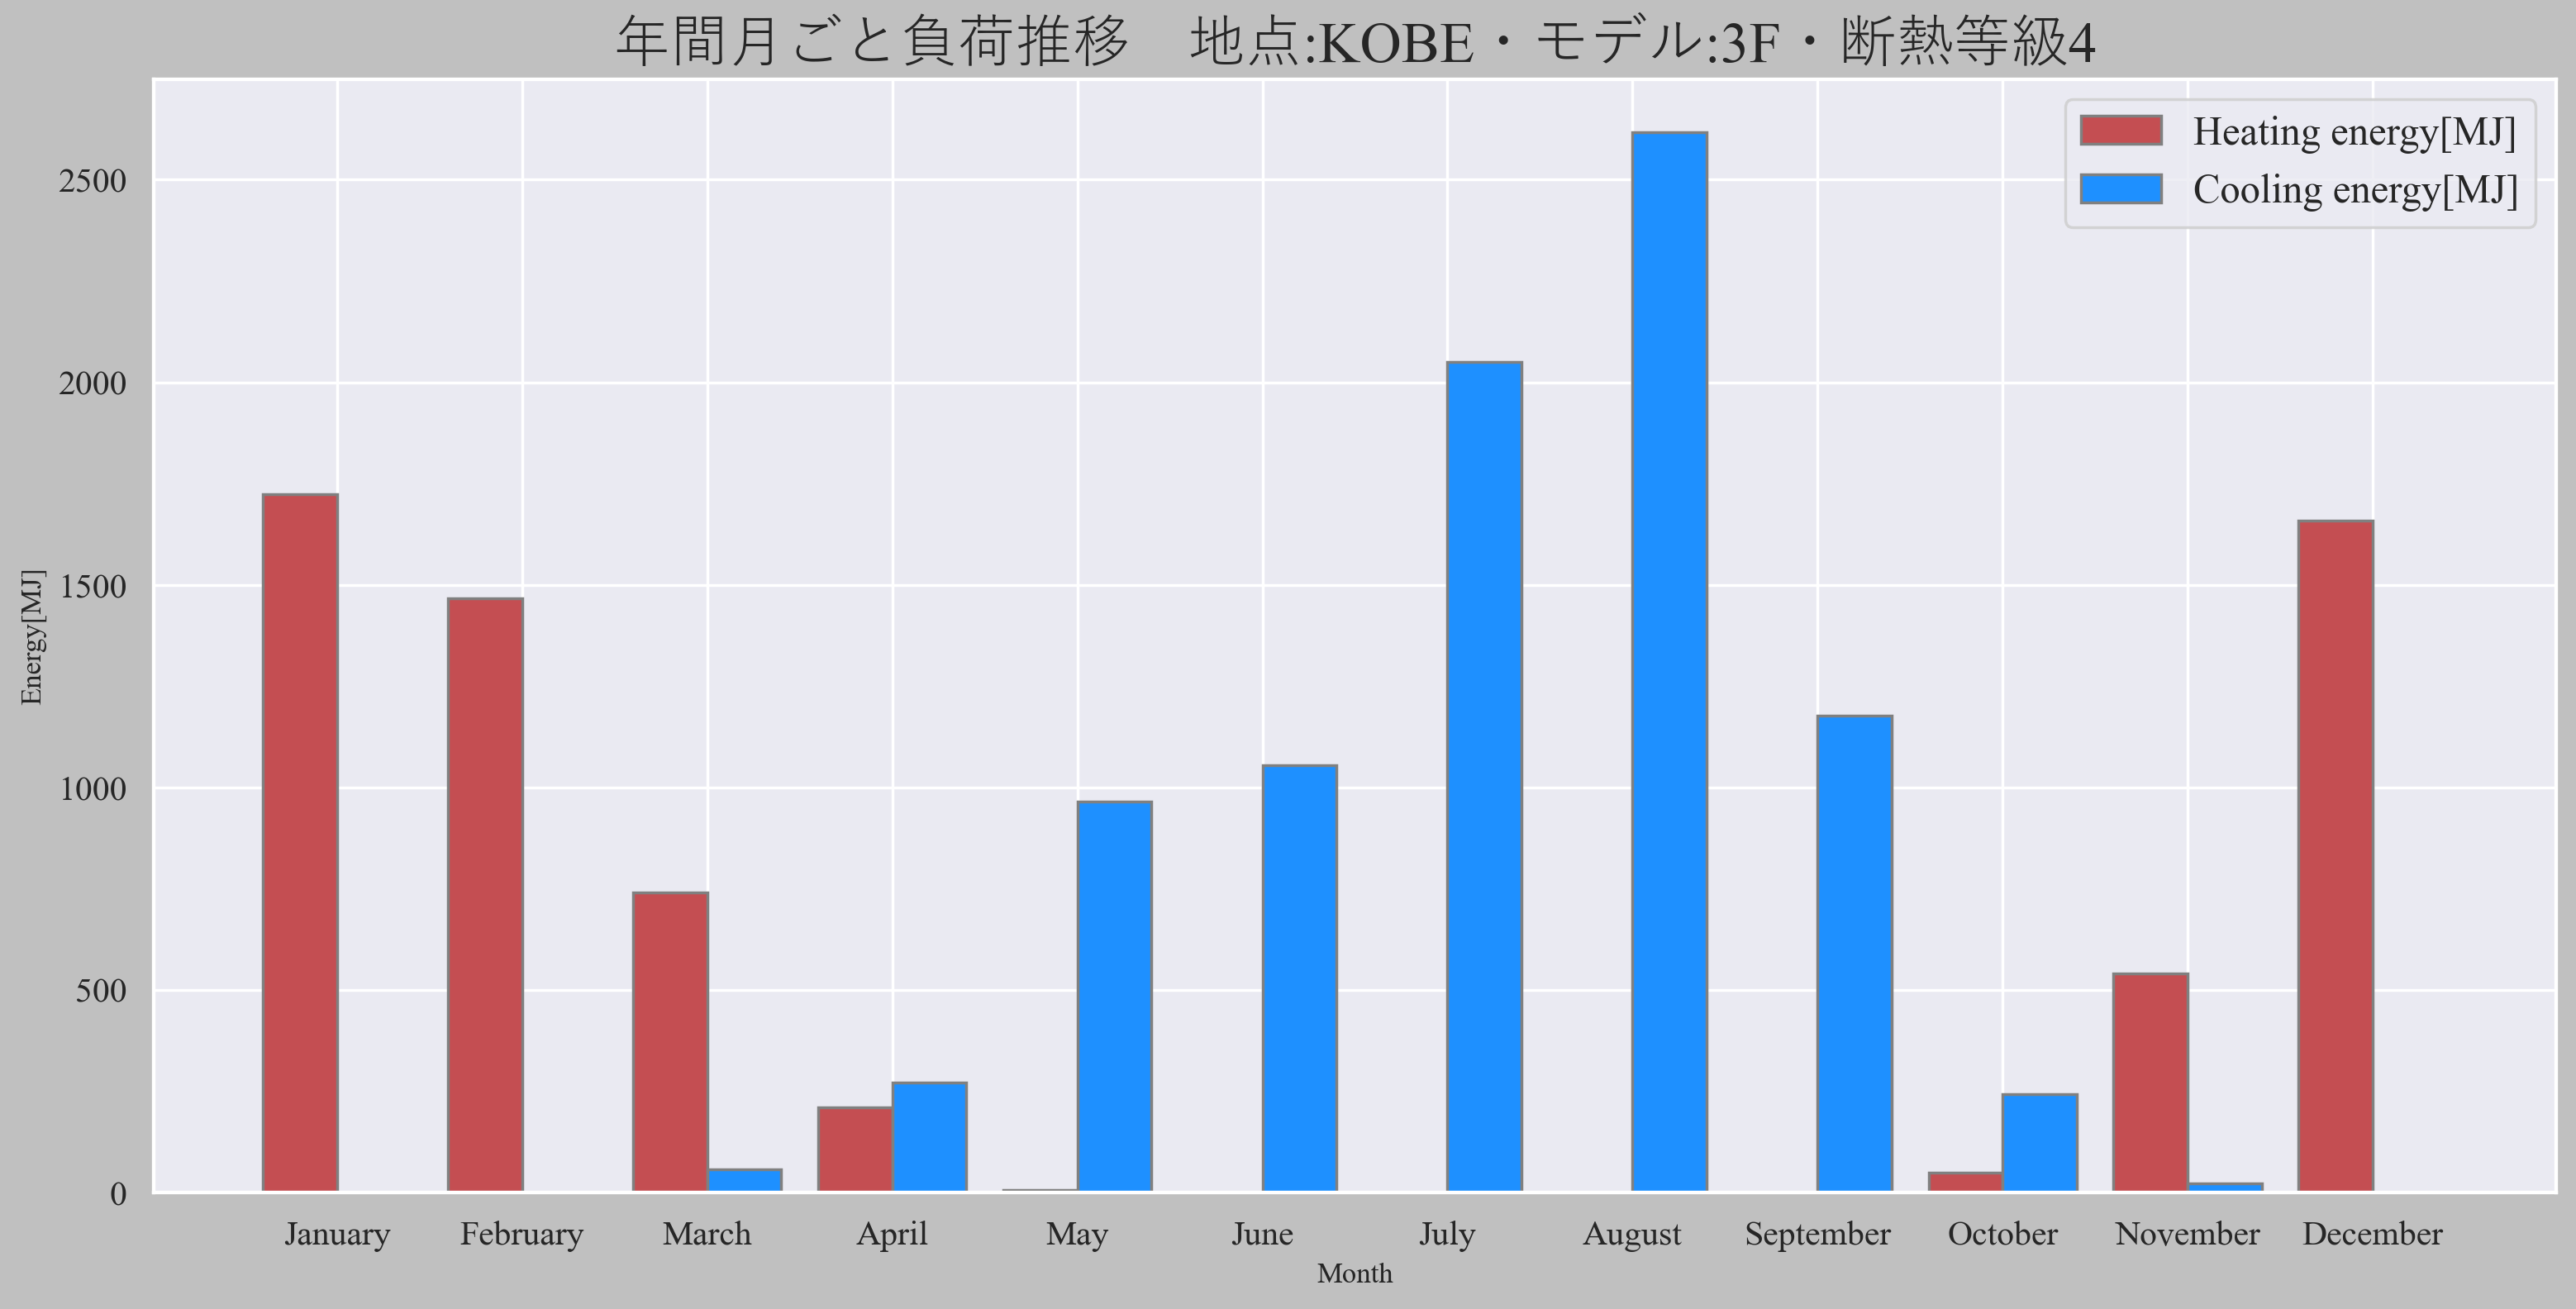 年間月ごと負荷推移　地点:KOBE・モデル:3F・断熱等級4
Heating energy[MJ]
Cooling energy[MJ]
Energy[MJ]
2500
2000
1500
1000
500
0
January February March April May June July August September October November December
Month